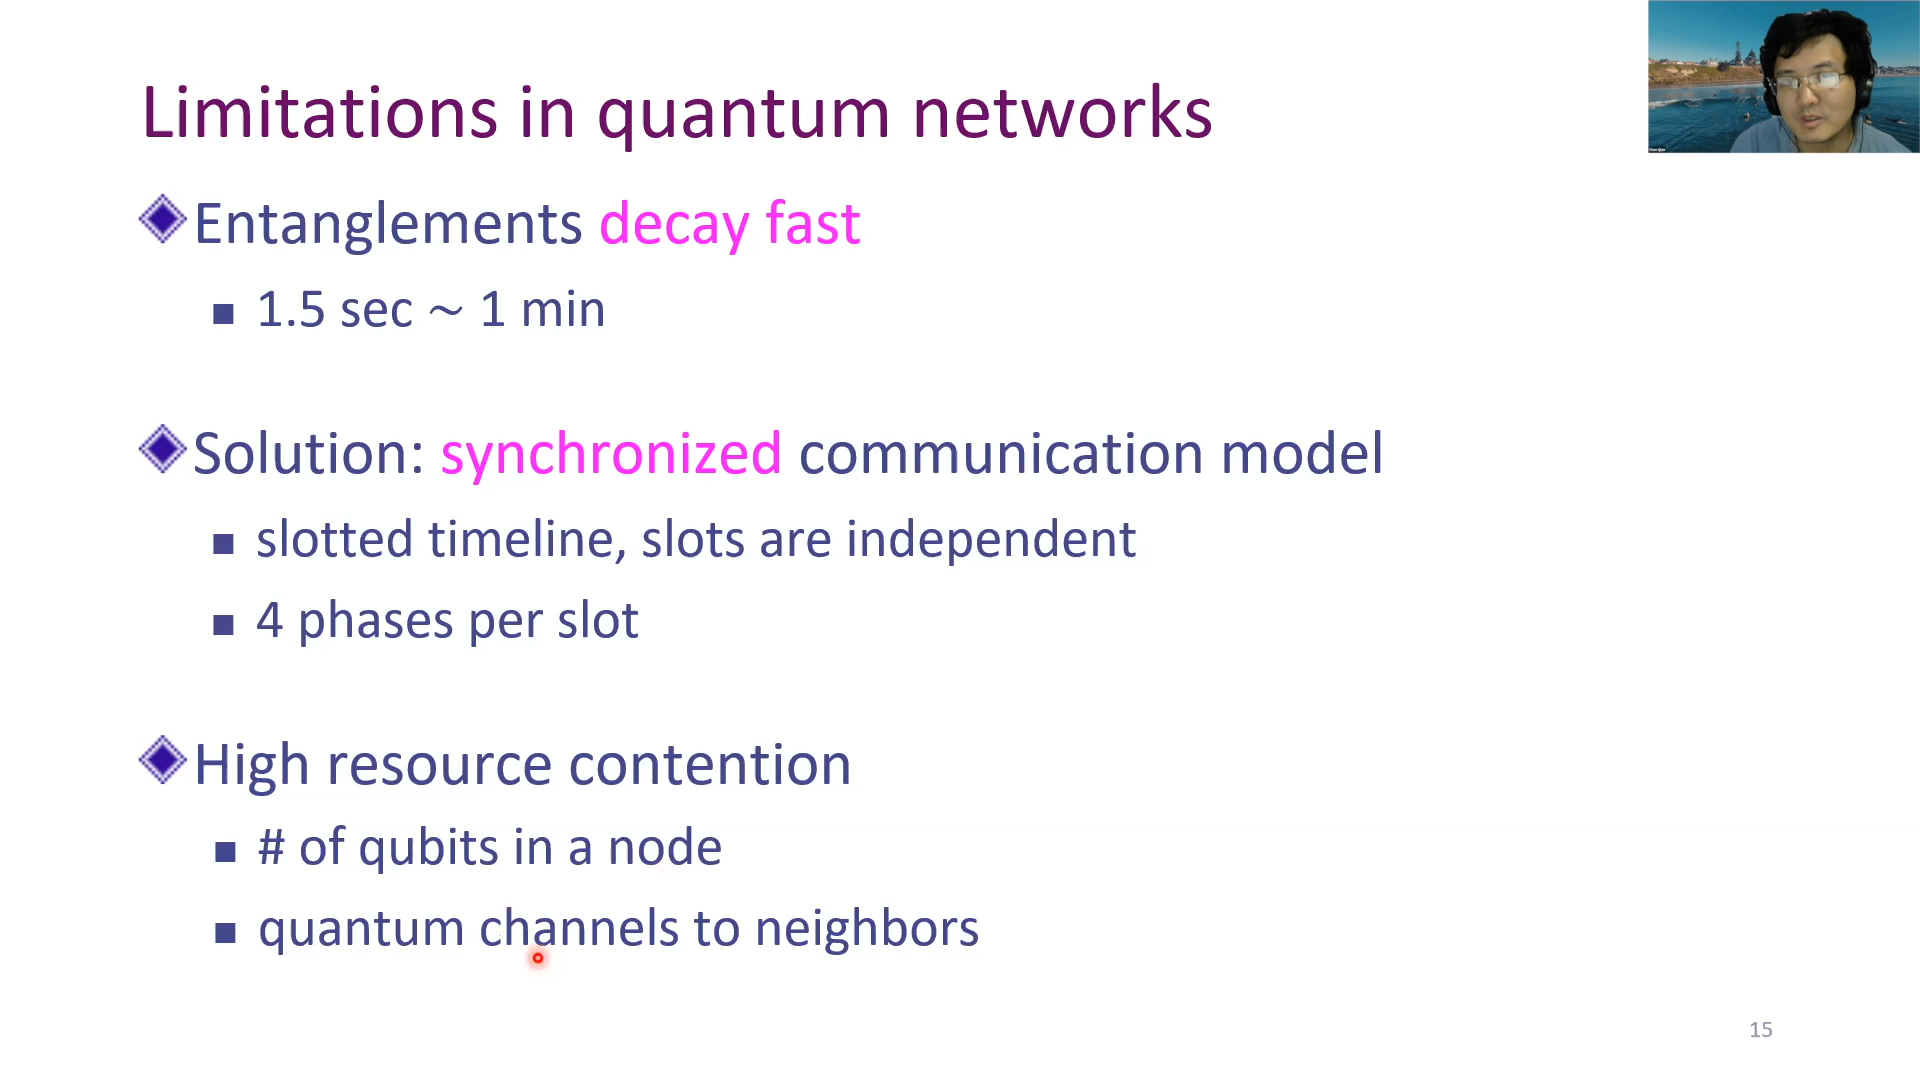 Limitations in quantum networks
Entanglements decay fast
1.5 sec ~ 1 min
Solution: synchronized communication model
slotted timeline, slots are independent
4 phases per slot
High resource contention
# of qubits in a node
quantum channels to neighbors
15